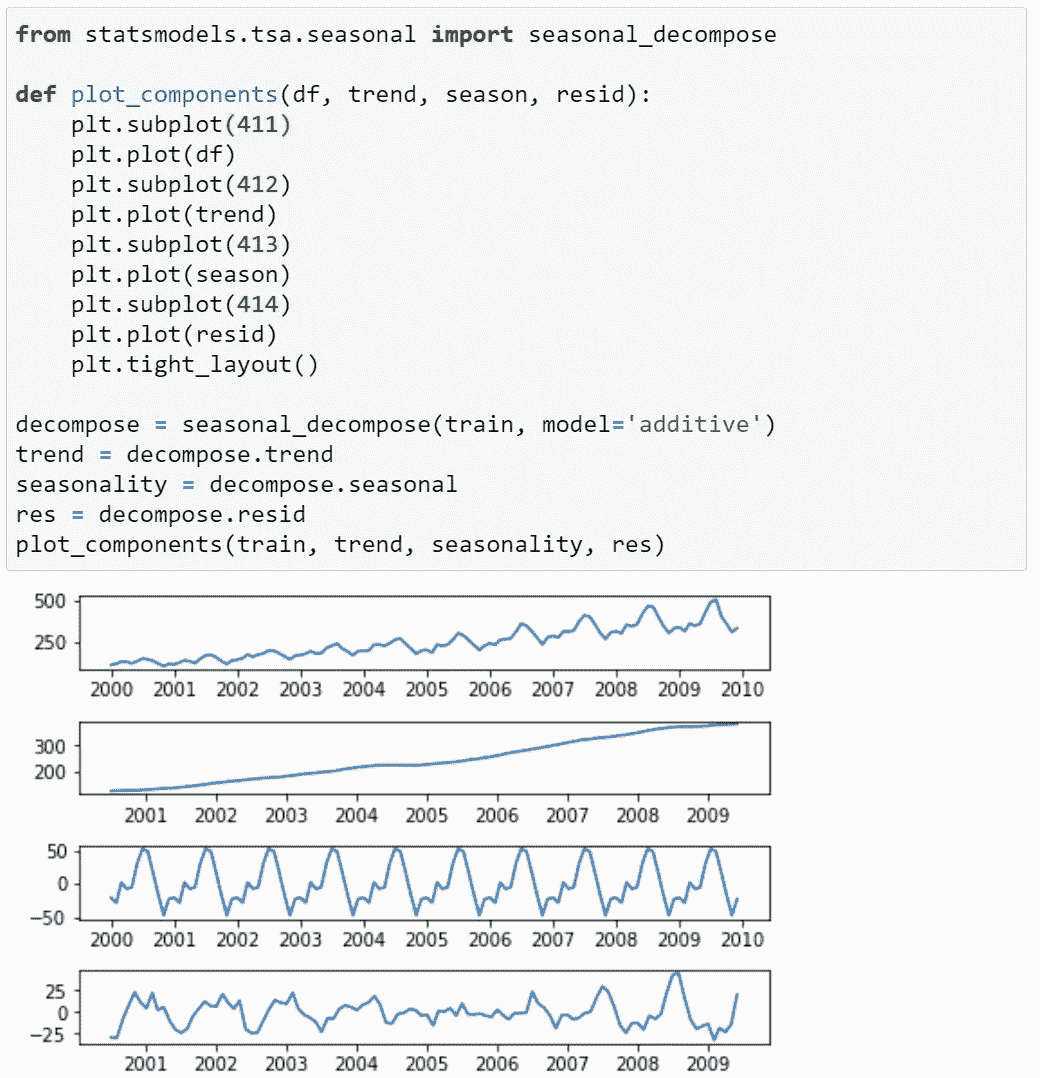 from statsmodels.tsa.seasonal import seasonal_decompose
def plot_components(df, trend, season, resid):
    plt.subplot(411)
    plt.plot(df)
    plt.subplot(412)
    plt.plot(trend)
    plt.subplot(413)
    plt.plot(season)
    plt.subplot(414)
    plt.plot(resid)
    plt.tight_layout()
decompose = seasonal_decompose(train, model='additive')
trend = decompose.trend
seasonality = decompose.seasonal
res = decompose.resid
plot_components(train, trend, seasonality, res)
500
250
2000 2001 2002 2003 2004 2005 2006 2007 2008 2009 2010
300
200
2001 2002 2003 2004 2005 2006 2007 2008 2009
50
0
−50
2000 2001 2002 2003 2004 2005 2006 2007 2008 2009 2010
25
0
−25
2001 2002 2003 2004 2005 2006 2007 2008 2009